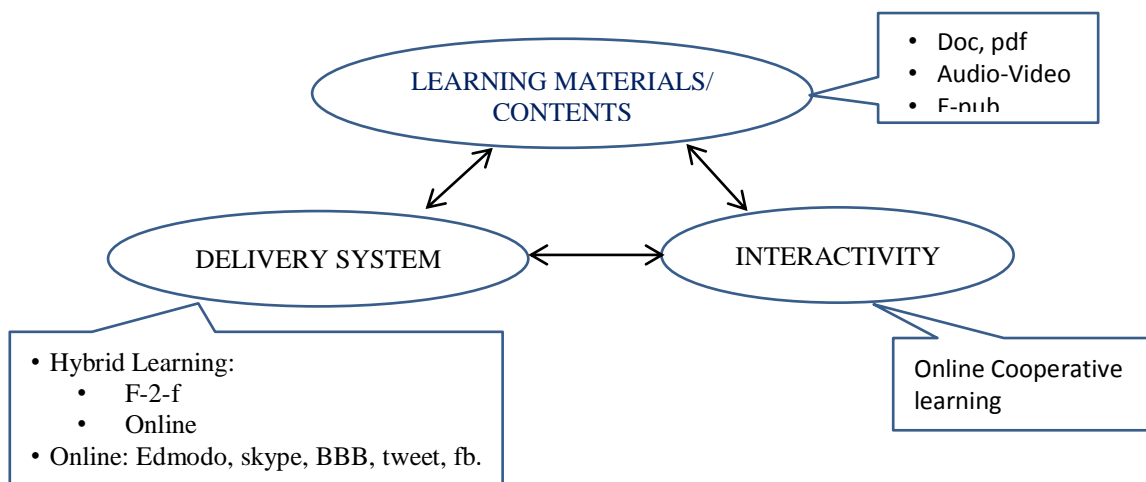 LEARNING MATERIALS/
CONTENTS
• Doc, pdf
• Audio-Video
• E-pub
DELIVERY SYSTEM
INTERACTIVITY
• Hybrid Learning:
• F-2-f
• Online
• Online: Edmodo, skype, BBB, tweet, fb.
Online Cooperative
learning